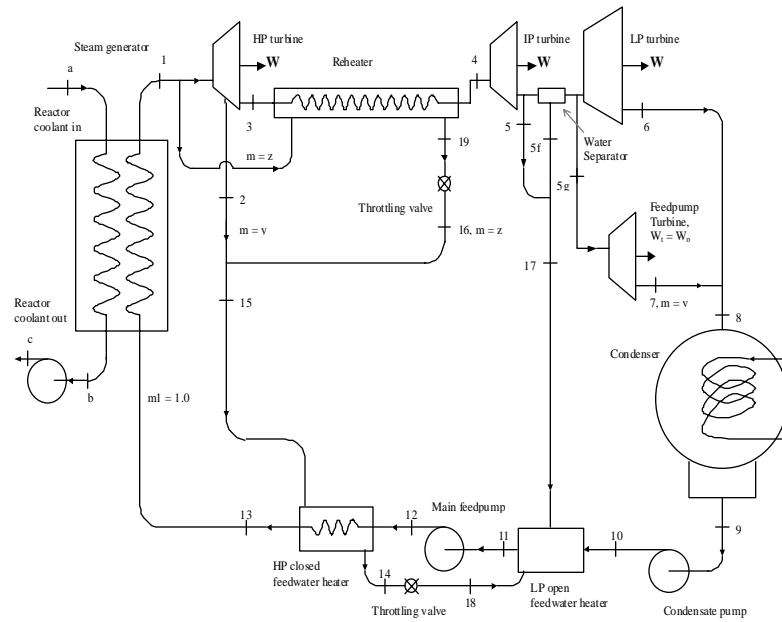 Steam generator
1
HP turbine
W
Reheater
4
IP turbine
W
LP turbine
W
a
Reactor
coolant in
3
19
5
5f
Water
Separator
6
m = z
5g
2
Throttling valve
m = v
16, m = z
Feedpump
Turbine,
17
7, m = v
15
8
Reactor
coolant out
c
b
m1 = 1.0
Condenser
13
12
Main feedpump
11
10
9
HP closed
feedwater heater
14
18
Throttling valve
LP open
feedwater heater
Condensate pump